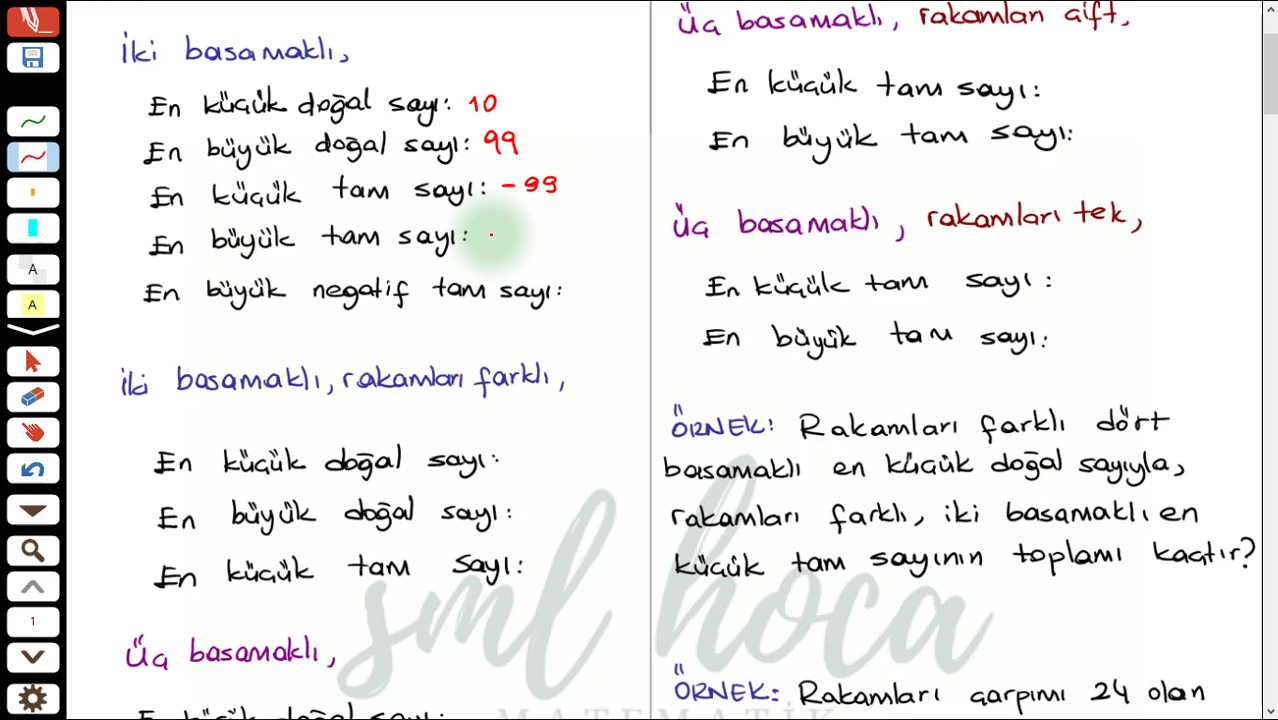 İki basamaklı,
En küçük doğal sayı: 10
En büyük doğal sayı: 99
En küçük tam sayı: -99
En büyük tam sayı:
En büyük negatif tam sayı:
iki basamaklı, rakamları farklı,
En küçük doğal sayı:
En büyük doğal sayı:
En küçük tam sayı:
Üç basamaklı,
üç basamaklı, rakamları çift,
En küçük tam sayı:
En büyük tam sayı:
üç basamaklı, rakamları tek,
En küçük tam sayı:
En büyük tam sayı:
ÖRNEK: Rakamları farklı dört
basamaklı en küçük doğal sayıyla,
rakamları farklı, iki basamaklı en
küçük tam sayının toplamı kaçtır?
ÖRNEK: Rakamları çarpımı 24 olan
sml hoca
MATEMATİK
A
A
1